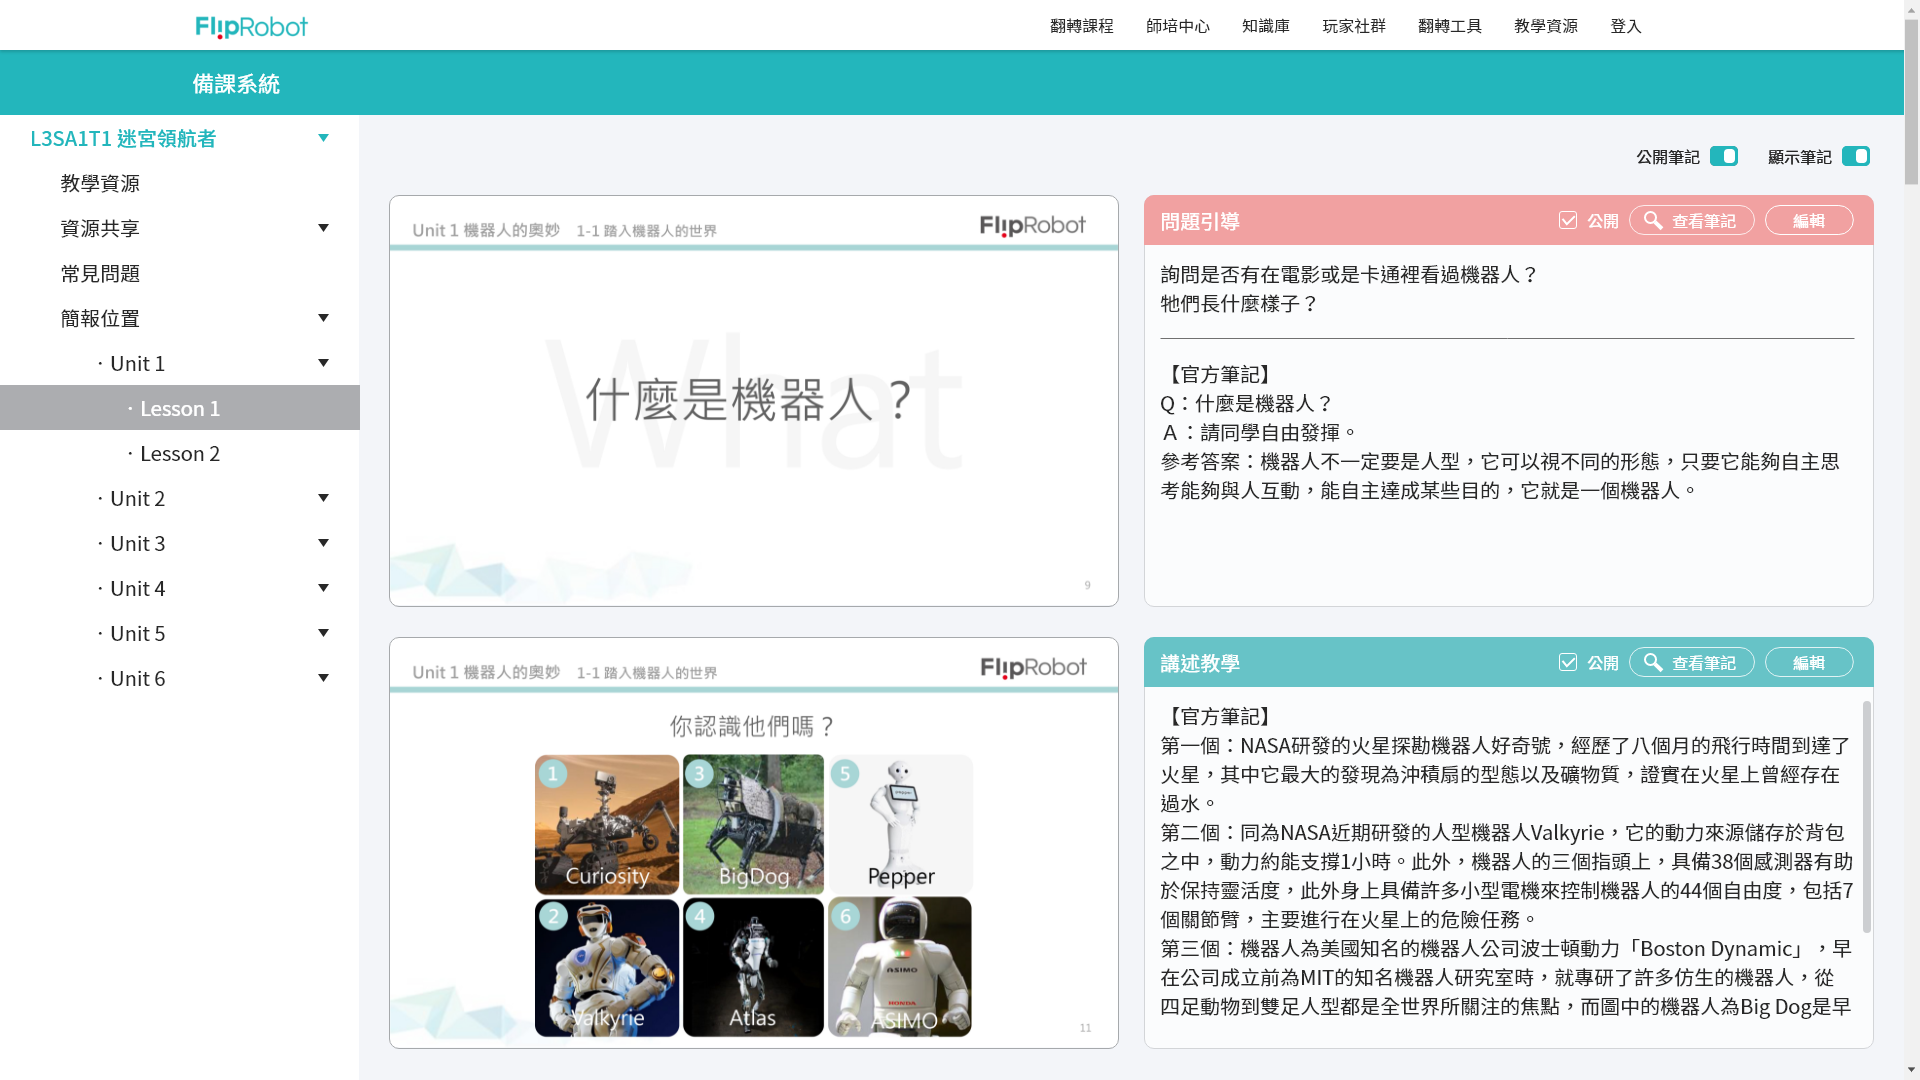 FlipRobot
翻轉課程
師培中心
知識庫
玩家社群
翻轉工具
教學資源
登入
備課系統
L3SA1T1 迷宮領航者
教學資源
資源共享
常見問題
簡報位置
· Unit 1
· Lesson 1
· Lesson 2
· Unit 2
· Unit 3
· Unit 4
· Unit 5
· Unit 6
公開筆記
顯示筆記
Unit 1 機器人的奧妙 1-1 踏入機器人的世界
FlipRobot
What
什麼是機器人？
9
問題引導
公開
查看筆記
編輯
詢問是否有在電影或是卡通裡看過機器人？
牠們長什麼樣子？
【官方筆記】
Q：什麼是機器人？
Ａ：請同學自由發揮。
參考答案：機器人不一定要是人型，它可以視不同的形態，只要它能夠自主思
考能夠與人互動，能自主達成某些目的，它就是一個機器人。
Unit 1 機器人的奧妙 1-1 踏入機器人的世界
FlipRobot
你認識他們嗎？
1
Curiosity
3
BigDog
5
Pepper
2
Valkyrie
4
Atlas
6
ASIMO
HONDA
ASIMO
11
講述教學
公開
查看筆記
編輯
【官方筆記】
第一個：NASA研發的火星探勘機器人好奇號，經歷了八個月的飛行時間到達了
火星，其中它最大的發現為沖積扇的型態以及礦物質，證實在火星上曾經存在
過水。
第二個：同為NASA近期研發的人型機器人Valkyrie，它的動力來源儲存於背包
之中，動力約能支撐1小時。此外，機器人的三個指頭上，具備38個感測器有助
於保持靈活度，此外身上具備許多小型電機來控制機器人的44個自由度，包括7
個關節臂，主要進行在火星上的危險任務。
第三個：機器人為美國知名的機器人公司波士頓動力「Boston Dynamic」，早
在公司成立前為MIT的知名機器人研究室時，就專研了許多仿生的機器人，從
四足動物到雙足人型都是全世界所關注的焦點，而圖中的機器人為Big Dog是早